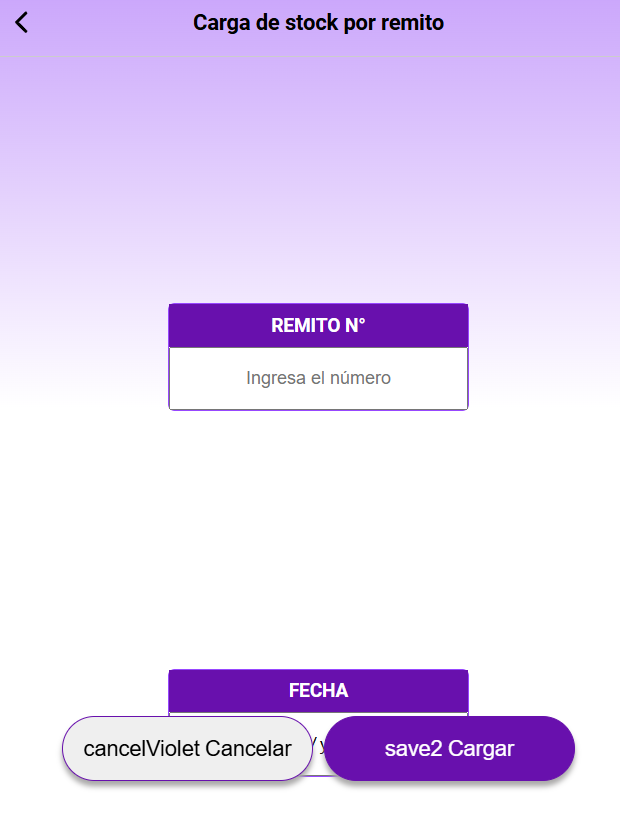 Carga de stock por remito
REMITO N°
Ingresa el número
FECHA
cancelViolet Cancelar
save2 Cargar